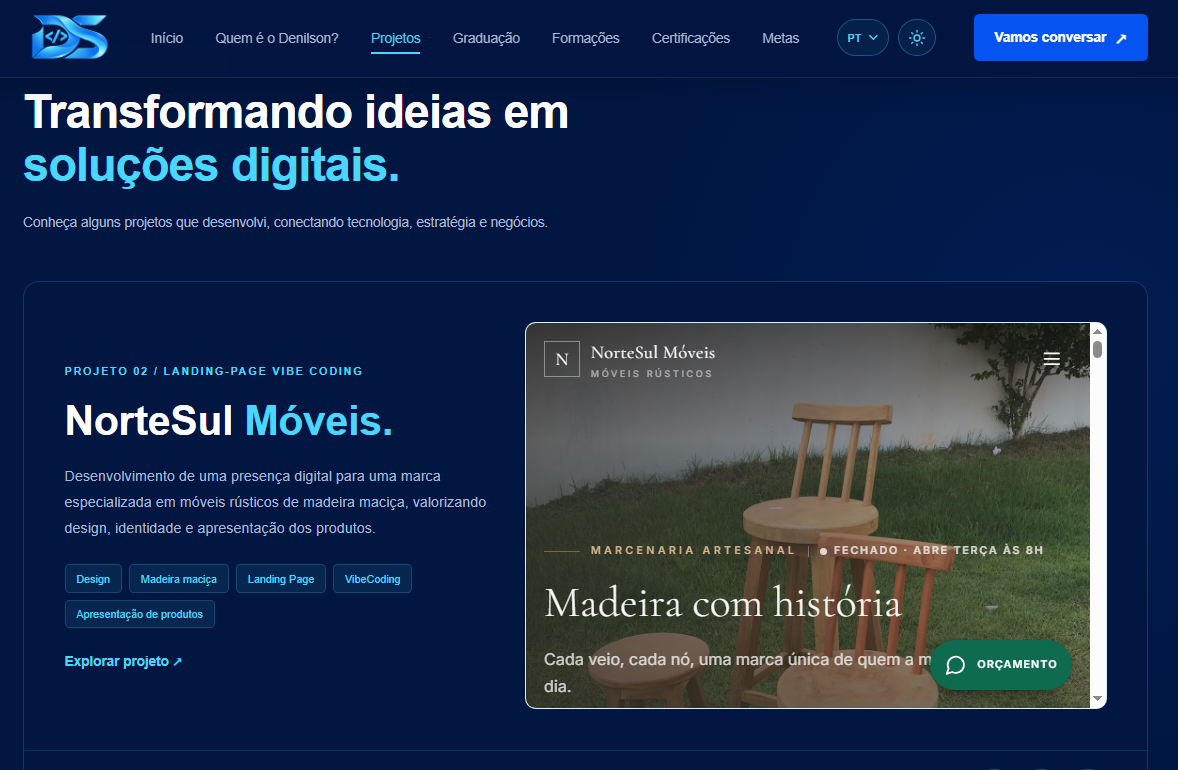 DS </>
Início
Quem é o Denilson?
Projetos
Graduação
Formações
Certificações
Metas
PT
Vamos conversar ↗
Transformando ideias em
soluções digitais.
Conheça alguns projetos que desenvolvi, conectando tecnologia, estratégia e negócios.
PROJETO 02 / LANDING-PAGE VIBE CODING
NorteSul Móveis.
Desenvolvimento de uma presença digital para uma marca
especializada em móveis rústicos de madeira maciça, valorizando
design, identidade e apresentação dos produtos.
Design
Madeira maciça
Landing Page
VibeCoding
Apresentação de produtos
Explorar projeto ↗
N
NorteSul Móveis
MÓVEIS RÚSTICOS
MARCENARIA ARTESANAL | ● FECHADO · ABRE TERÇA ÀS 8H
Madeira com história
Cada veio, cada nó, uma marca única de quem a m
dia.
ORÇAMENTO